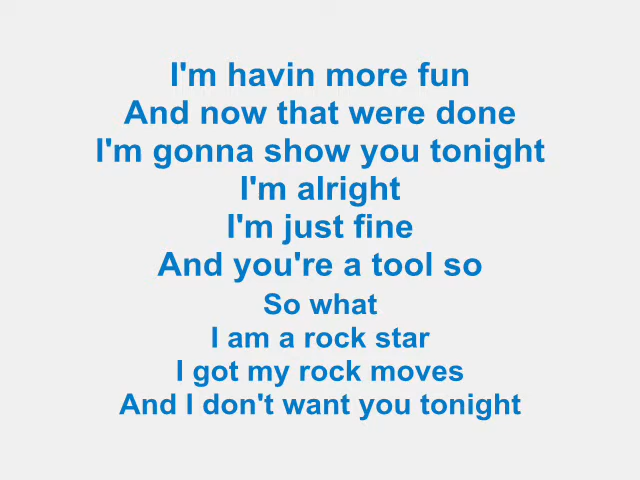 I'm havin more fun
And now that were done
I'm gonna show you tonight
I'm alright
I'm just fine
And you're a tool so
So what
I am a rock star
I got my rock moves
And I don't want you tonight